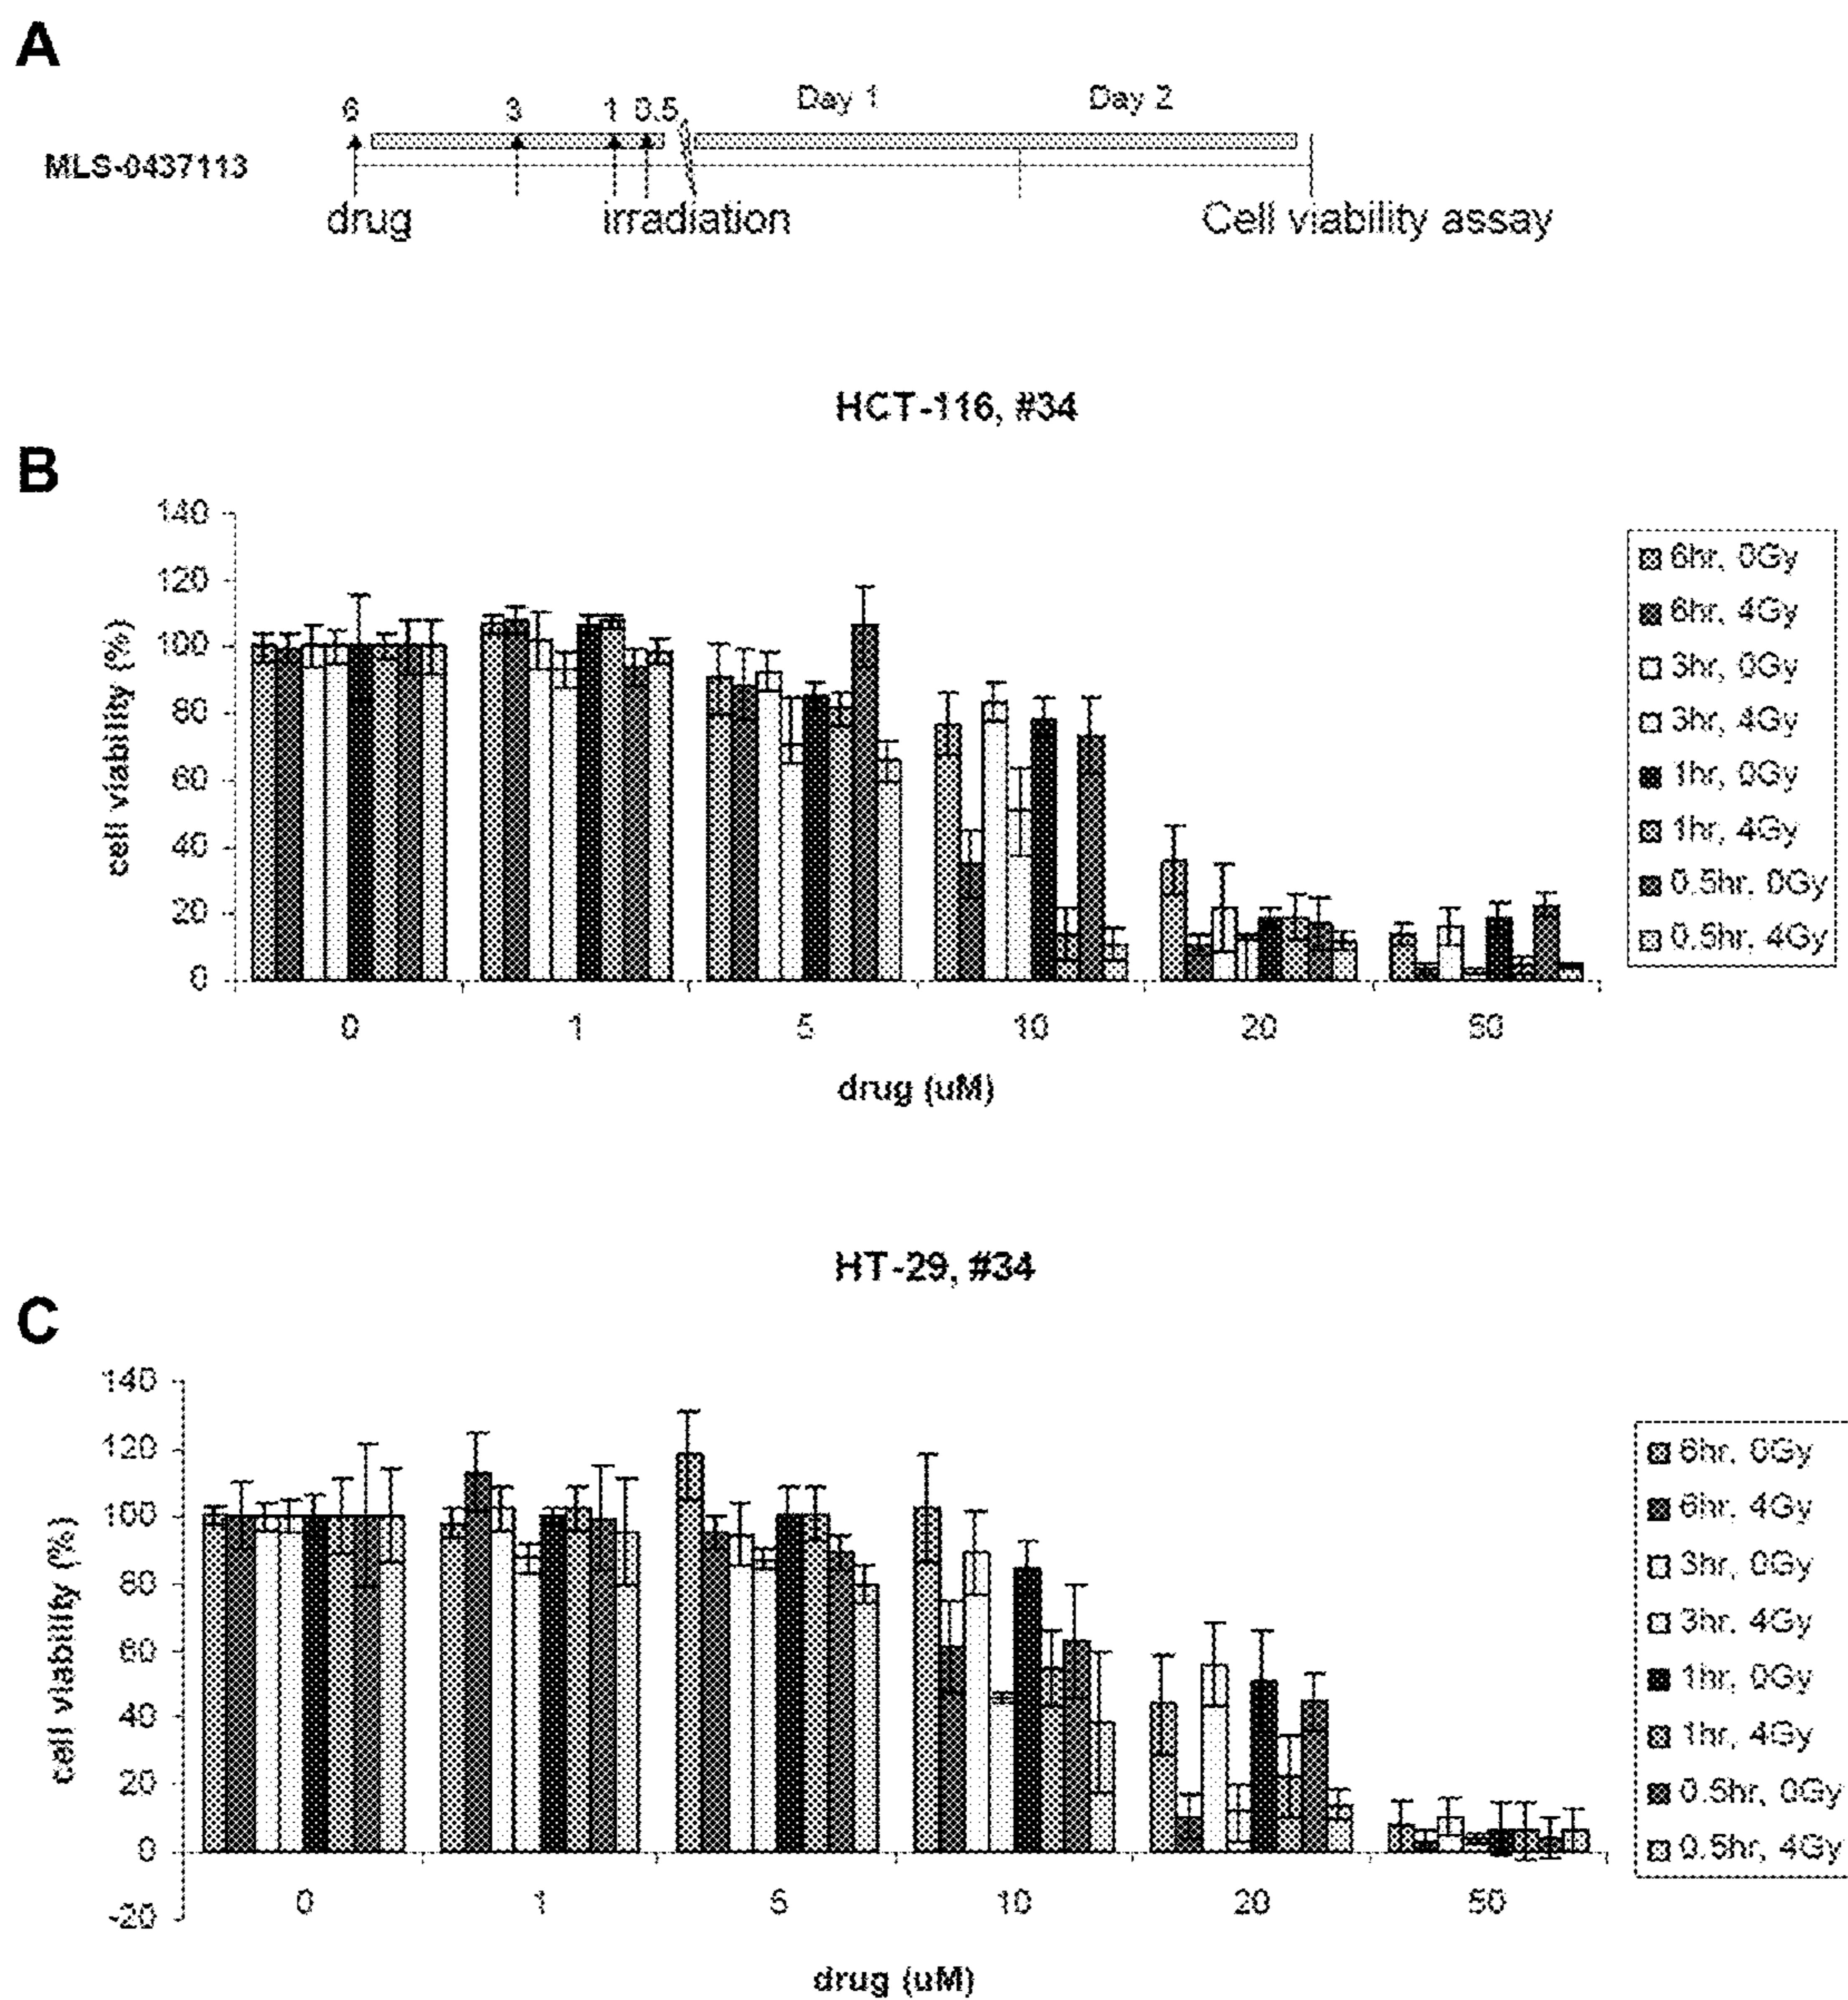 A
6 3 1 0.5 Day 1 Day 2
MLS-0437113
drug irradiation Cell viability assay
HCT-116, #34
B
140
120
100
80
60
40
20
0
cell viability (%)
0 1 5 10 20 50
drug (uM)
6hr, 0Gy
6hr, 4Gy
3hr, 0Gy
3hr, 4Gy
1hr, 0Gy
1hr, 4Gy
0.5hr, 0Gy
0.5hr, 4Gy
HT-29, #34
C
140
120
100
80
60
40
20
0
-20
cell viability (%)
0 1 5 10 20 50
drug (uM)
6hr, 0Gy
6hr, 4Gy
3hr, 0Gy
3hr, 4Gy
1hr, 0Gy
1hr, 4Gy
0.5hr, 0Gy
0.5hr, 4Gy